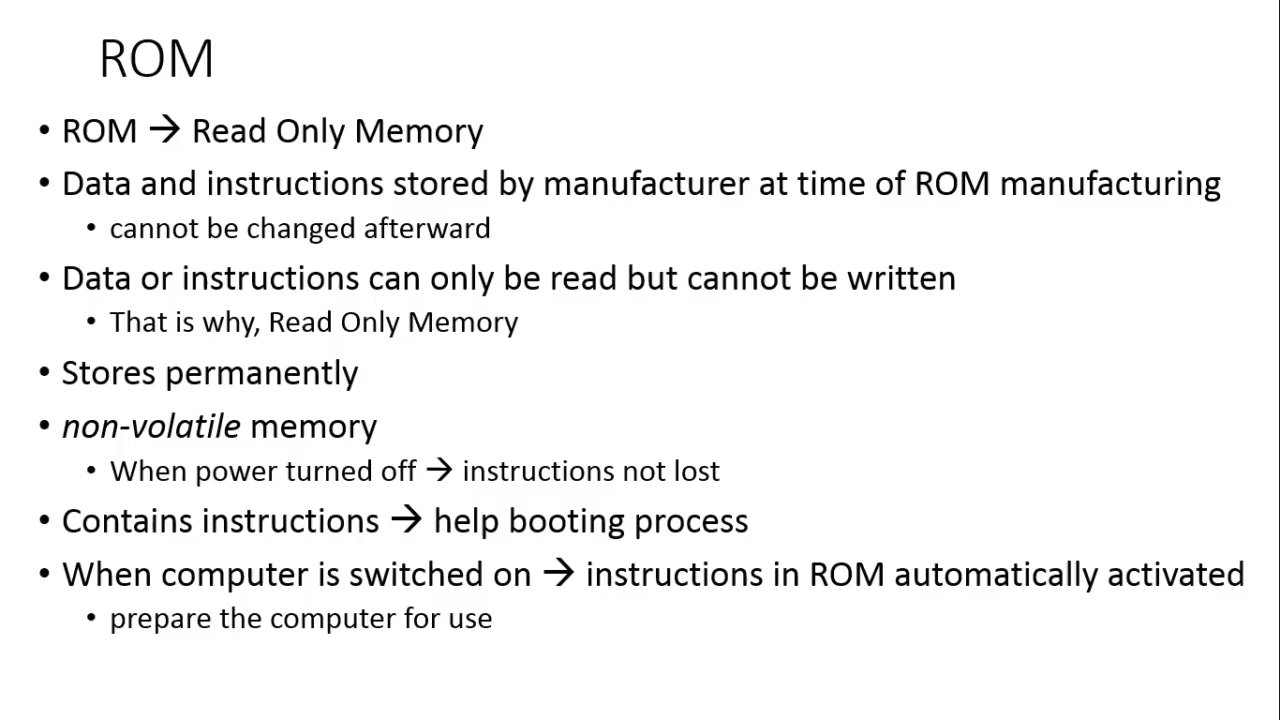 ROM
• ROM → Read Only Memory
• Data and instructions stored by manufacturer at time of ROM manufacturing
• cannot be changed afterward
• Data or instructions can only be read but cannot be written
• That is why, Read Only Memory
• Stores permanently
• non-volatile memory
• When power turned off → instructions not lost
• Contains instructions → help booting process
• When computer is switched on → instructions in ROM automatically activated
• prepare the computer for use